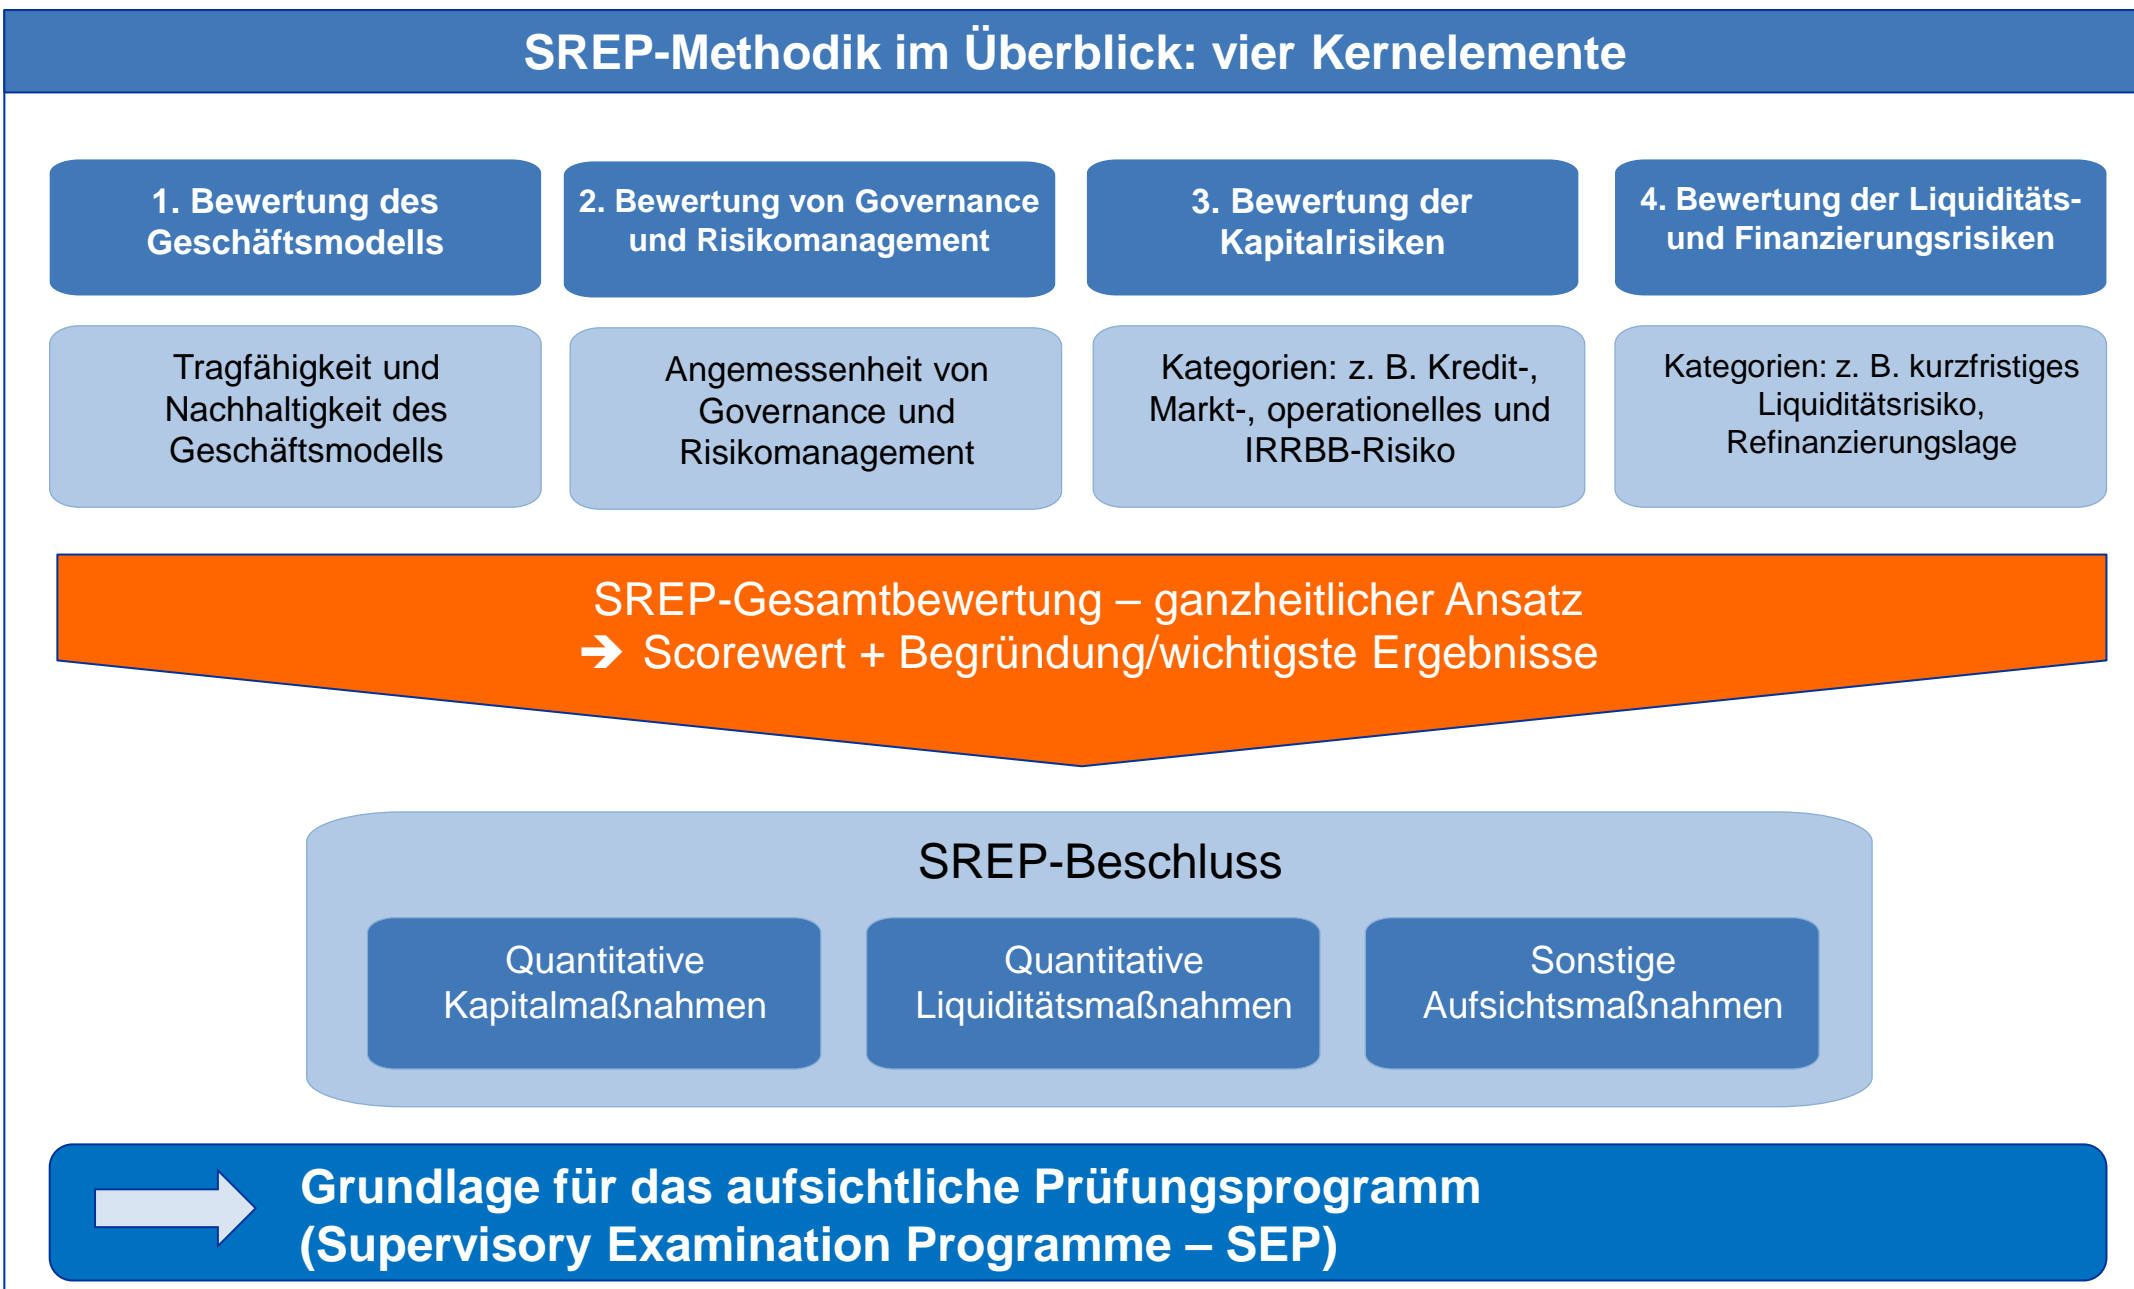 SREP-Methodik im Überblick: vier Kernelemente
1. Bewertung des
Geschäftsmodells
2. Bewertung von Governance
und Risikomanagement
3. Bewertung der
Kapitalrisiken
4. Bewertung der Liquiditäts-
und Finanzierungsrisiken
Tragfähigkeit und
Nachhaltigkeit des
Geschäftsmodells
Angemessenheit von
Governance und
Risikomanagement
Kategorien: z. B. Kredit-,
Markt-, operationelles und
IRRBB-Risiko
Kategorien: z. B. kurzfristiges
Liquiditätsrisiko,
Refinanzierungslage
SREP-Gesamtbewertung – ganzheitlicher Ansatz
➔ Scorewert + Begründung/wichtigste Ergebnisse
SREP-Beschluss
Quantitative
Kapitalmaßnahmen
Quantitative
Liquiditätsmaßnahmen
Sonstige
Aufsichtsmaßnahmen
Grundlage für das aufsichtliche Prüfungsprogramm
(Supervisory Examination Programme – SEP)